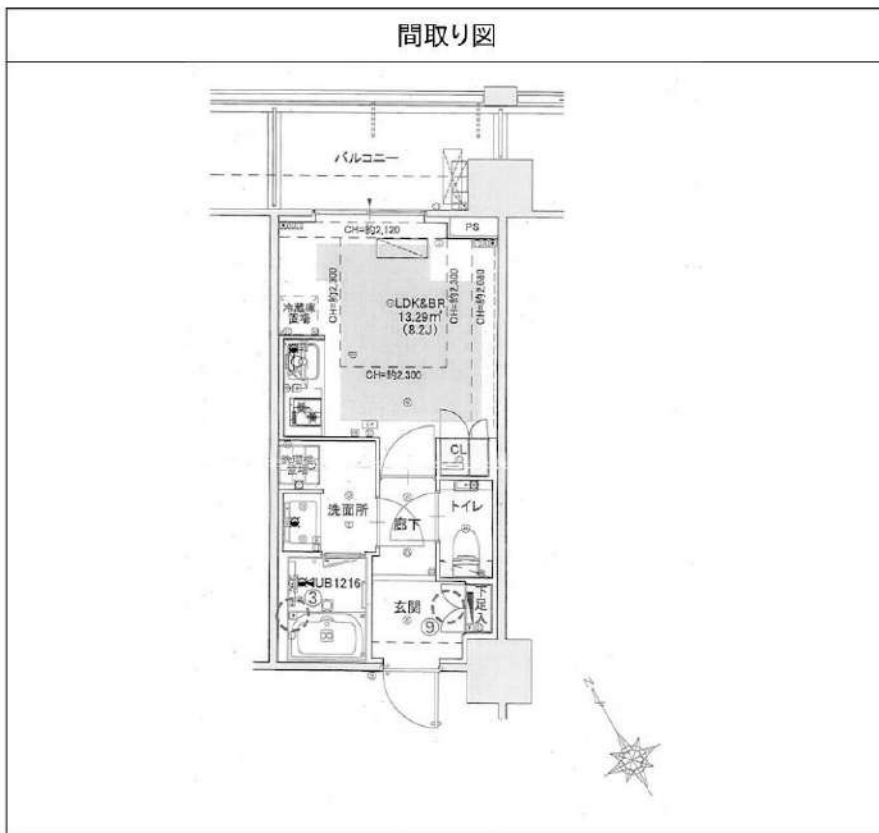 間取り図
バルコニー
PS
CH=約2,120
CH=約2,300
CH=約2,300
CH=約2,080
冷蔵庫
置場
LDK&BR
13.29㎡
(8.2J)
CH=約2,300
CL
洗面所
廊下
トイレ
UB1216
③
玄関
⑨
下足入
N